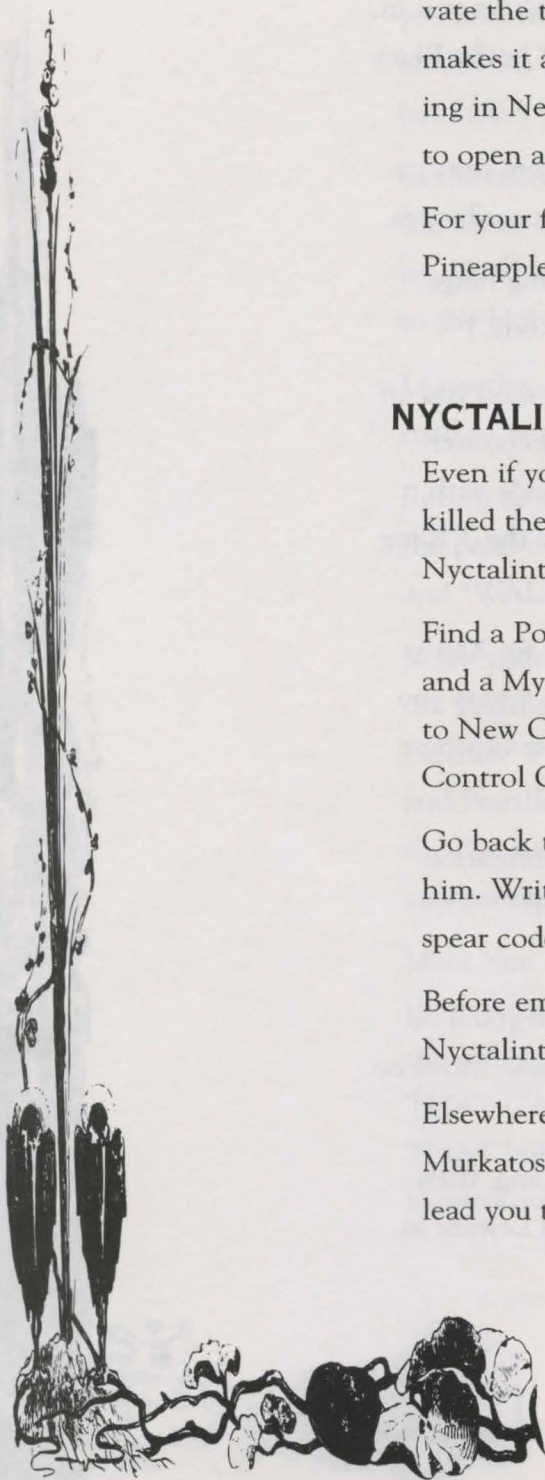 vate the t
makes it a
ing in Ne
to open a
For your f
Pineapple
NYCTALI
Even if yo
killed the
Nyctalint
Find a Po
and a My
to New C
Control C
Go back t
him. Writ
spear cod
Before em
Nyctalint
Elsewhere
Murkatos
lead you t